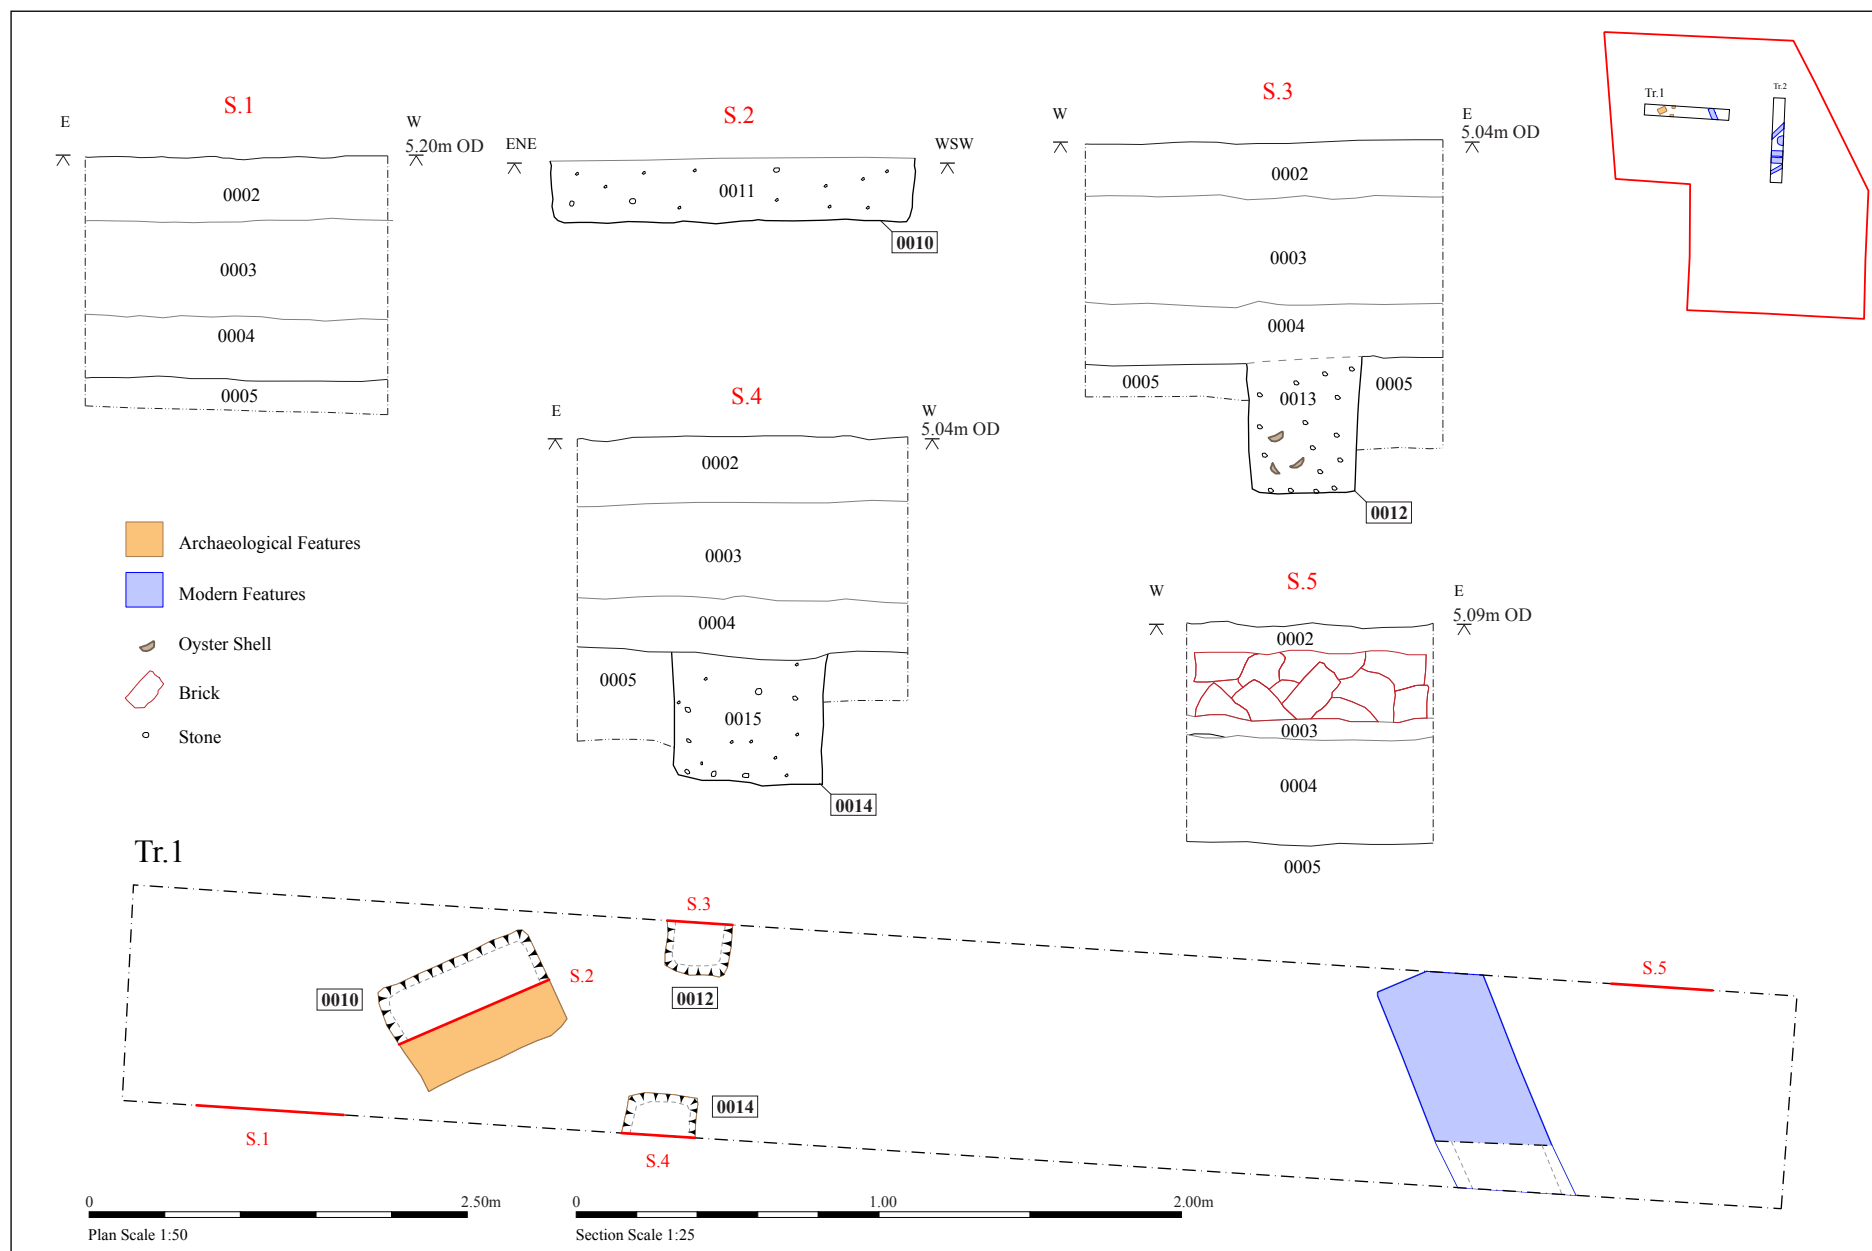 S.1
E
W
5.20m OD
0002
0003
0004
0005
S.2
ENE
WSW
0011
0010
S.3
W
E
5.04m OD
0002
0003
0004
0005
0013
0005
0012
Tr.1
Tr.2
S.4
E
W
5.04m OD
0002
0003
0004
0005
0015
0014
Archaeological Features
Modern Features
Oyster Shell
Brick
Stone
S.5
W
E
5.09m OD
0002
0003
0004
0005
Tr.1
S.3
S.2
S.5
0010
0012
0014
S.1
S.4
0
2.50m
Plan Scale 1:50
0
1.00
2.00m
Section Scale 1:25